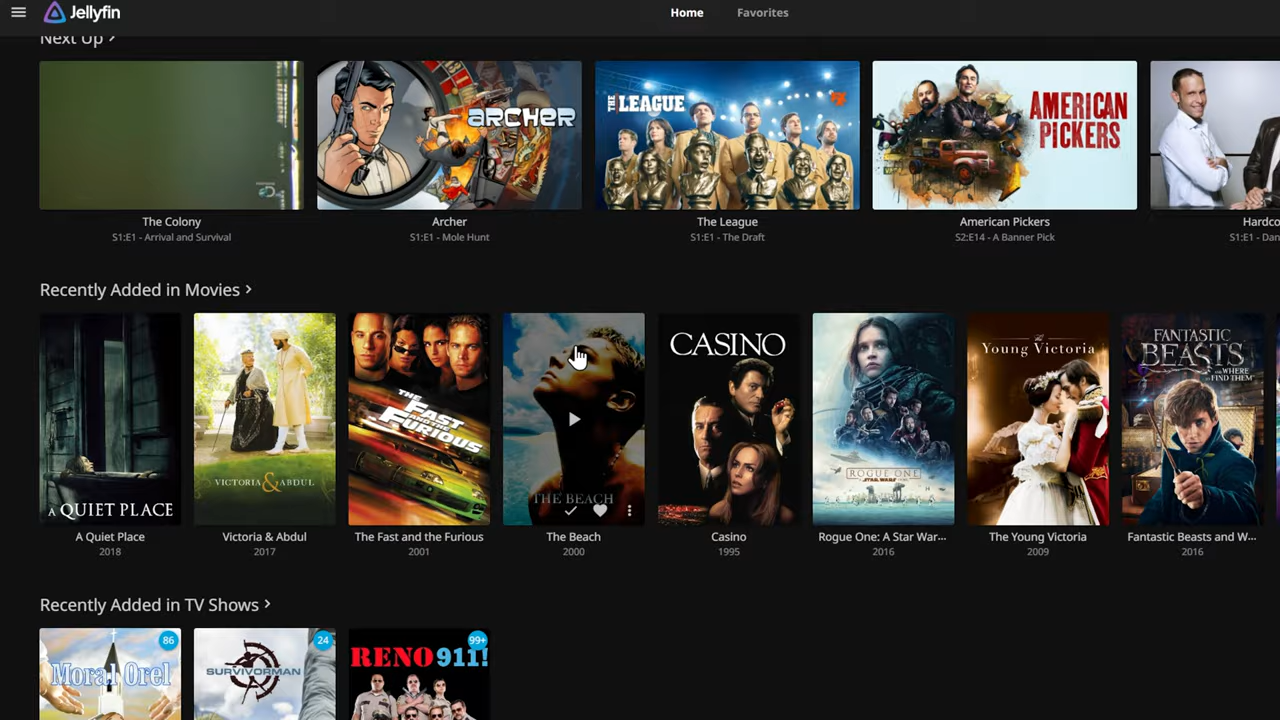 Jellyfin
Home
Favorites
Next Up >
THE LEAGUE
ARCHER
AMERICAN
PICKERS
The Colony
Archer
The League
American Pickers
Hardco
S1:E1 - Arrival and Survival
S1:E1 - Mole Hunt
S1:E1 - The Draft
S2:E14 - A Banner Pick
S1:E1 - Dan
Recently Added in Movies >
A QUIET PLACE
VICTORIA & ABDUL
THE FAST AND THE FURIOUS
THE BEACH
CASINO
ROGUE ONE
A STAR WARS STORY
The Young Victoria
FANTASTIC
BEASTS
AND WHERE
TO FIND THEM
A Quiet Place
Victoria & Abdul
The Fast and the Furious
The Beach
Casino
Rogue One: A Star War...
The Young Victoria
Fantastic Beasts and W...
2018
2017
2001
2000
1995
2016
2009
2016
Recently Added in TV Shows >
86
24
99+
Moral Orel
SURVIVORMAN
RENO 911!